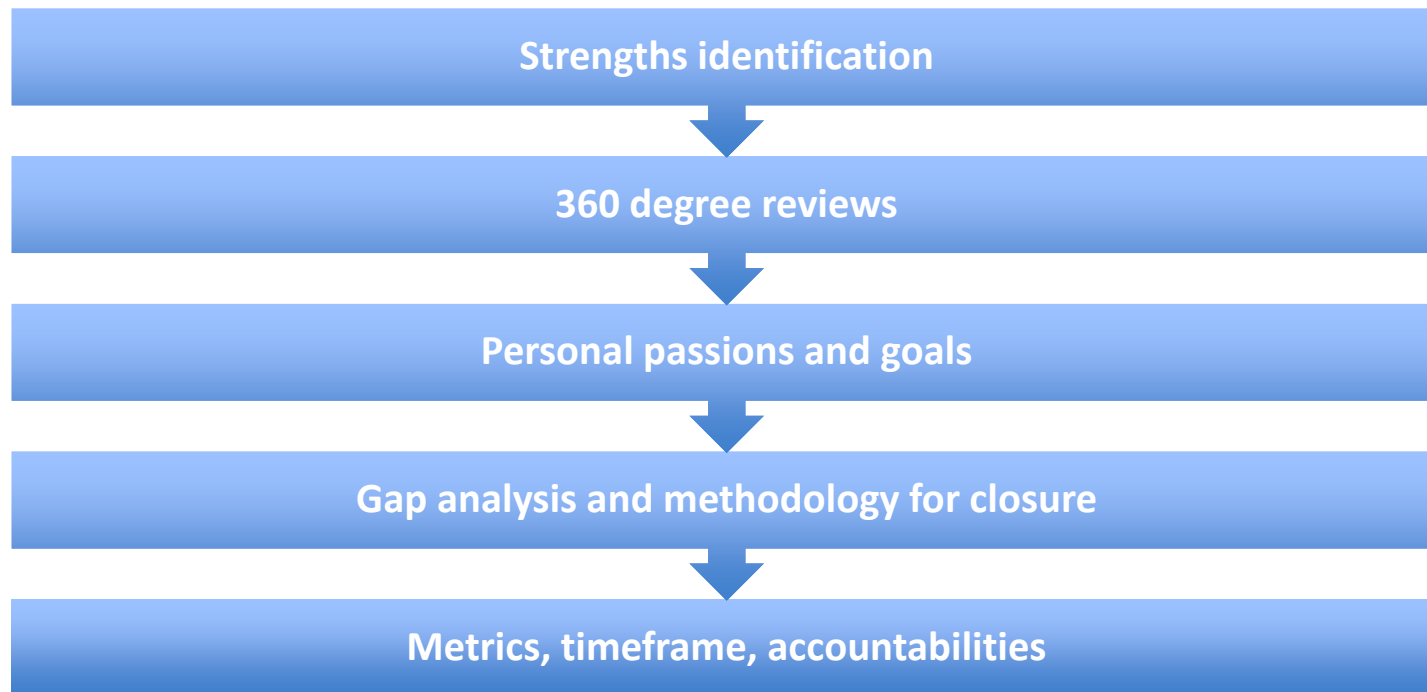 Strengths identification
360 degree reviews
Personal passions and goals
Gap analysis and methodology for closure
Metrics, timeframe, accountabilities